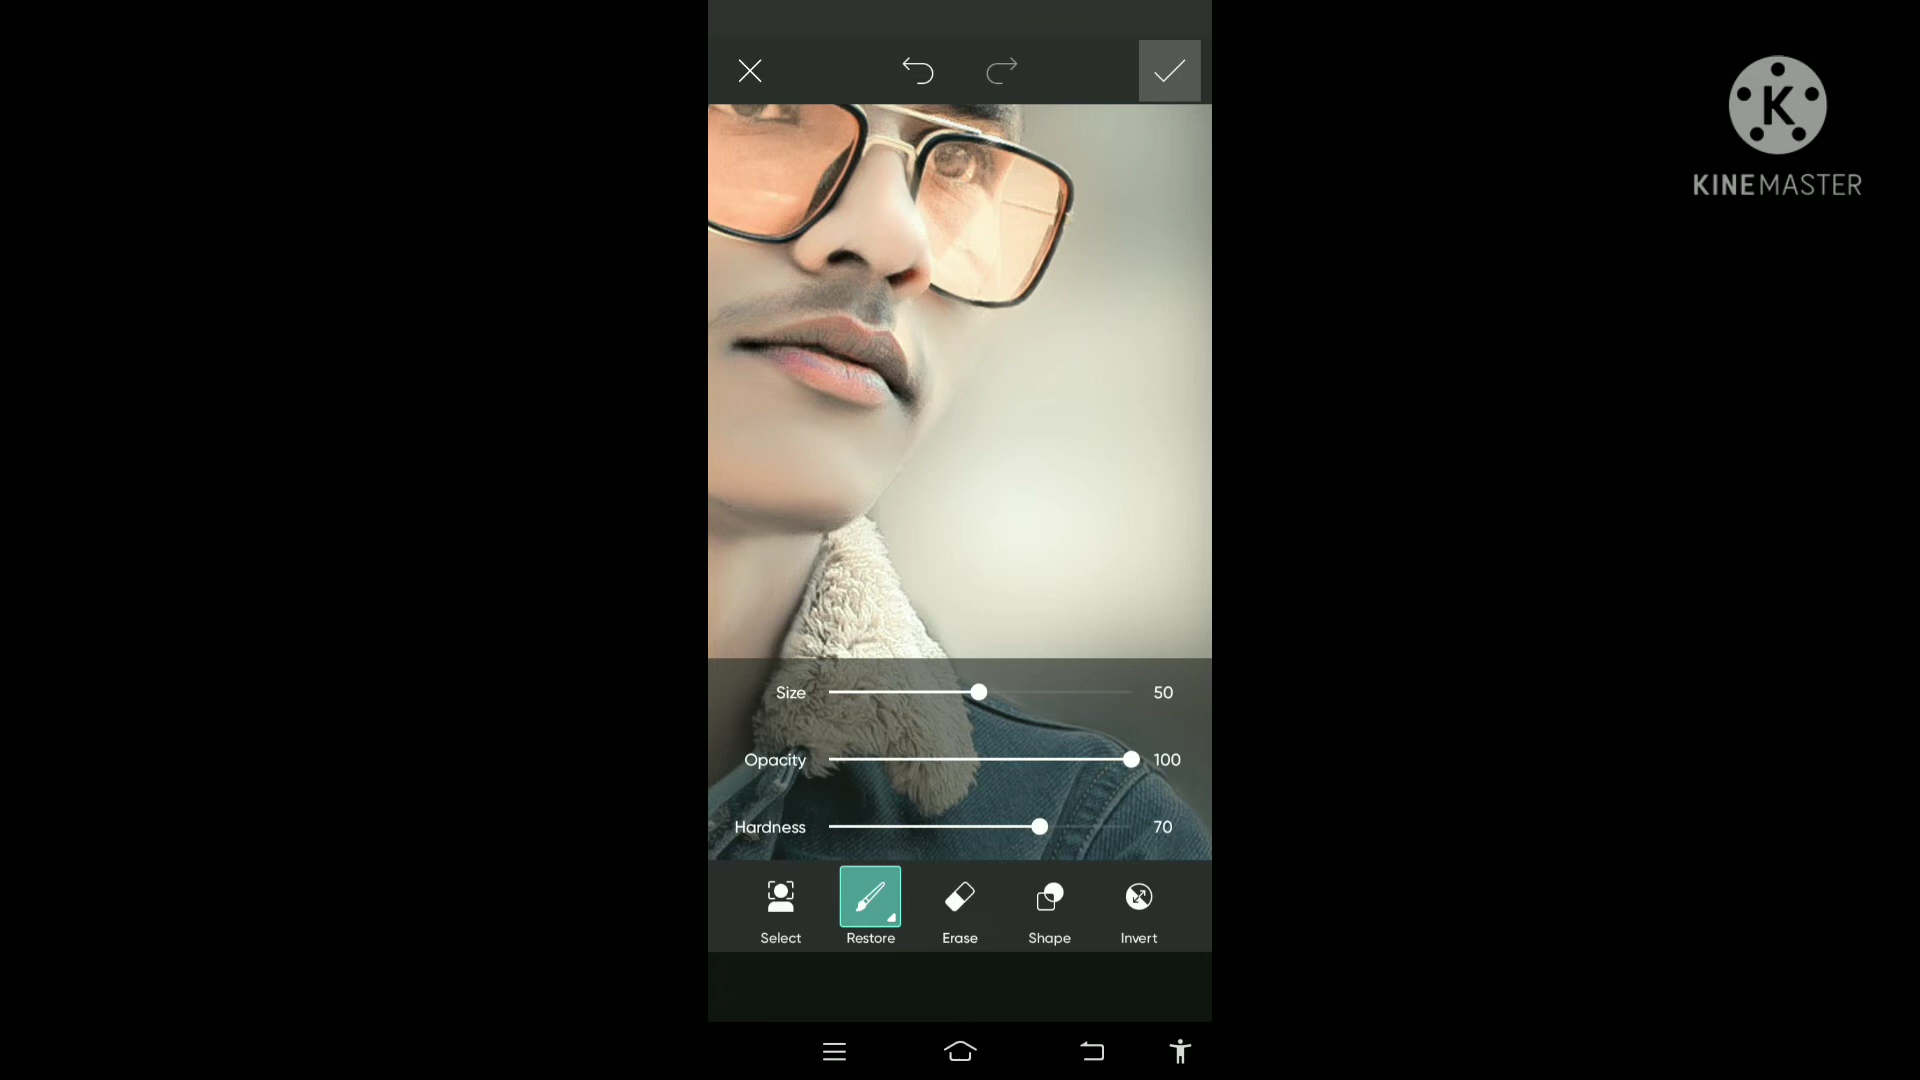 K
KINEMASTER
Size 50
Opacity 100
Hardness 70
Select Restore Erase Shape Invert